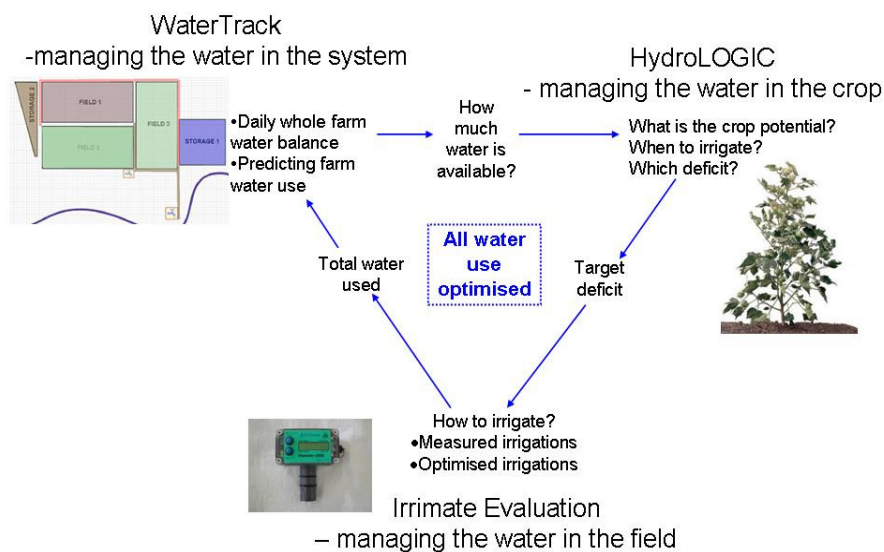 WaterTrack
-managing the water in the system
STORAGE 2
FIELD 1
FIELD 2
FIELD 3
STORAGE 1
•Daily whole farm
water balance
•Predicting farm
water use
How
much
water is
available?
HydroLOGIC
- managing the water in the crop
What is the crop potential?
When to irrigate?
Which deficit?
All water
use
optimised
Total water
used
Target
deficit
How to irrigate?
•Measured irrigations
•Optimised irrigations
Irrimate Evaluation
– managing the water in the field